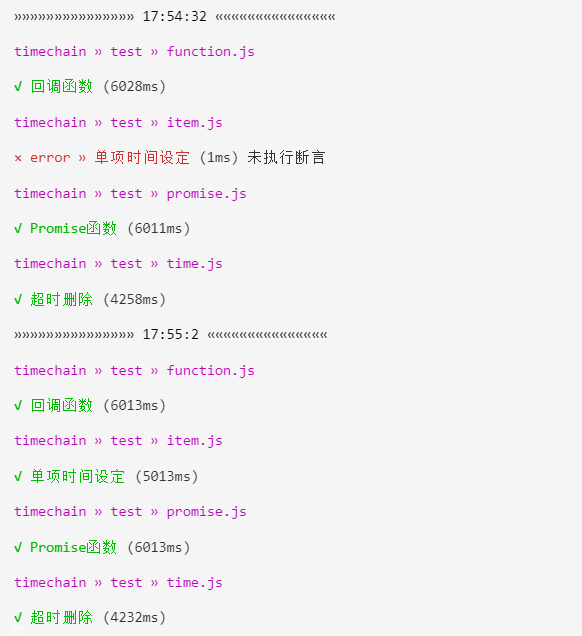 »»»»»»»»»»»»»»» 17:54:32 «««««««««««««««
timechain » test » function.js
√ 回调函数 (6028ms)
timechain » test » item.js
× error » 单项时间设定 (1ms) 未执行断言
timechain » test » promise.js
√ Promise函数 (6011ms)
timechain » test » time.js
√ 超时删除 (4258ms)
»»»»»»»»»»»»»»» 17:55:2 «««««««««««««««
timechain » test » function.js
√ 回调函数 (6013ms)
timechain » test » item.js
√ 单项时间设定 (5013ms)
timechain » test » promise.js
√ Promise函数 (6013ms)
timechain » test » time.js
√ 超时删除 (4232ms)